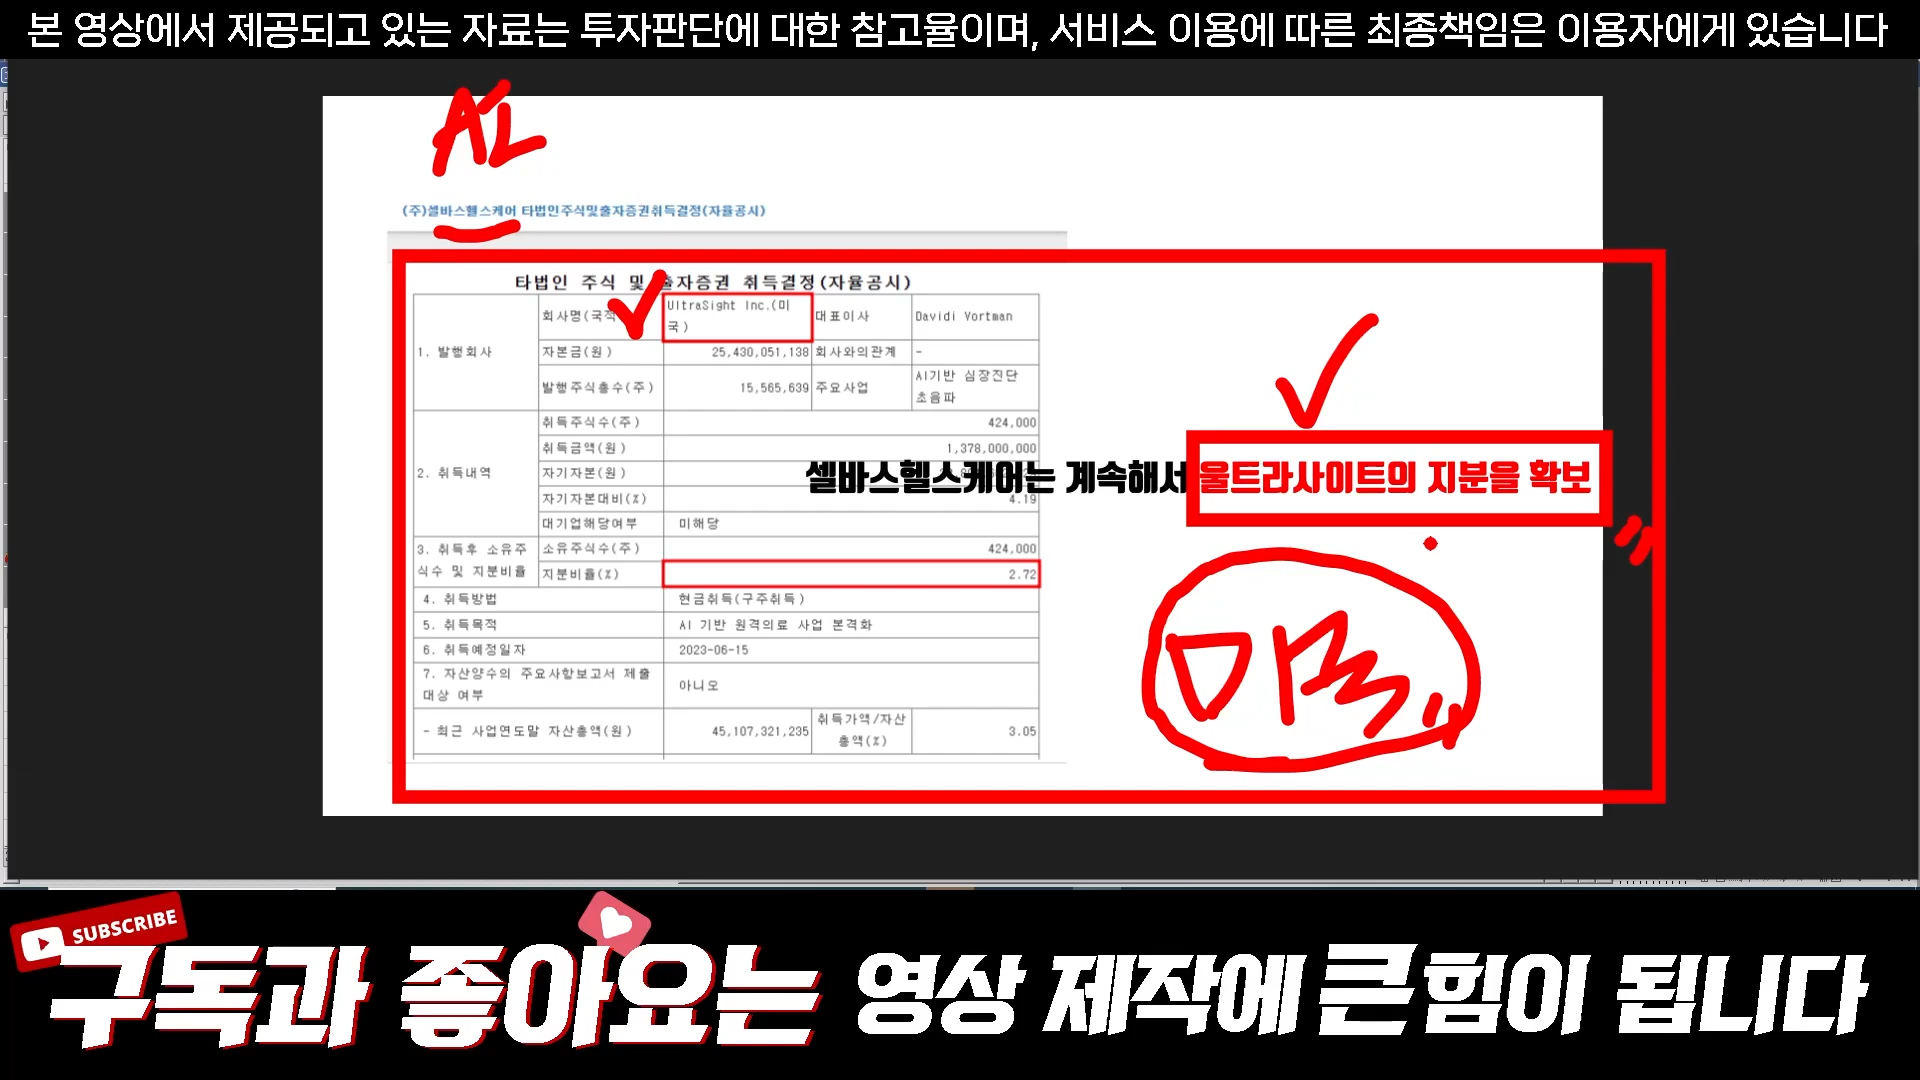 본 영상에서 제공되고 있는 자료는 투자판단에 대한 참고율이며, 서비스 이용에 따른 최종책임은 이용자에게 있습니다
AI
(주)셀바스헬스케어 타법인주식및출자증권취득결정(자율공시)
타법인 주식 및 출자증권 취득결정(자율공시)
1. 발행회사
회사명(국적
UltraSight Inc.(미국)
대표이사
Davidi Vortman
자본금(원)
25,430,051,138
회사와의관계
-
발행주식총수(주)
15,565,639
주요사업
AI기반 심장진단 초음파
2. 취득내역
취득주식수(주)
424,000
취득금액(원)
1,378,000,000
자기자본(원)
셀바스헬스케어는 계속해서 울트라사이트의 지분을 확보
자기자본대비(%)
4.19
대기업해당여부
미해당
3. 취득후 소유주식수 및 지분비율
소유주식수(주)
424,000
지분비율(%)
2.72
4. 취득방법
현금취득(구주취득)
5. 취득목적
AI 기반 원격의료 사업 본격화
6. 취득예정일자
2023-06-15
7. 자산양수의 주요사항보고서 제출대상 여부
아니오
- 최근 사업연도말 자산총액(원)
45,107,321,235
취득가액/자산총액(%)
3.05
SUBSCRIBE
구독과 좋아요는 영상 제작에 큰 힘이 됩니다